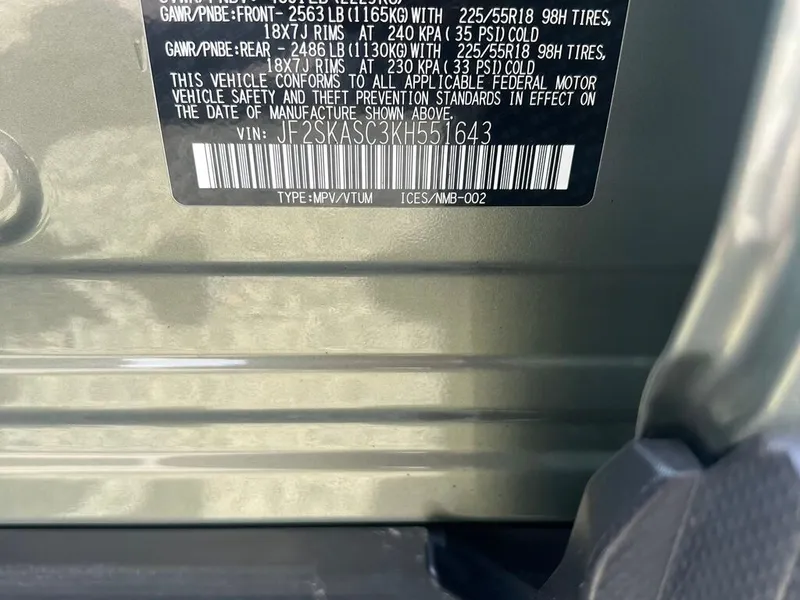 GAWR/PNBE:FRONT- 2563 LB(1165KG)WITH 225/55R18 98H TIRES,
18X7J RIMS AT 240 KPA( 35 PSI)COLD
GAWR/PNBE:REAR - 2486 LB(1130KG)WITH 225/55R18 98H TIRES,
18X7J RIMS AT 230 KPA( 33 PSI)COLD
THIS VEHICLE CONFORMS TO ALL APPLICABLE FEDERAL MOTOR
VEHICLE SAFETY AND THEFT PREVENTION STANDARDS IN EFFECT ON
THE DATE OF MANUFACTURE SHOWN ABOVE.
VIN: JF2SKASC3KH551643
TYPE:MPV/VTUM ICES/NMB-002